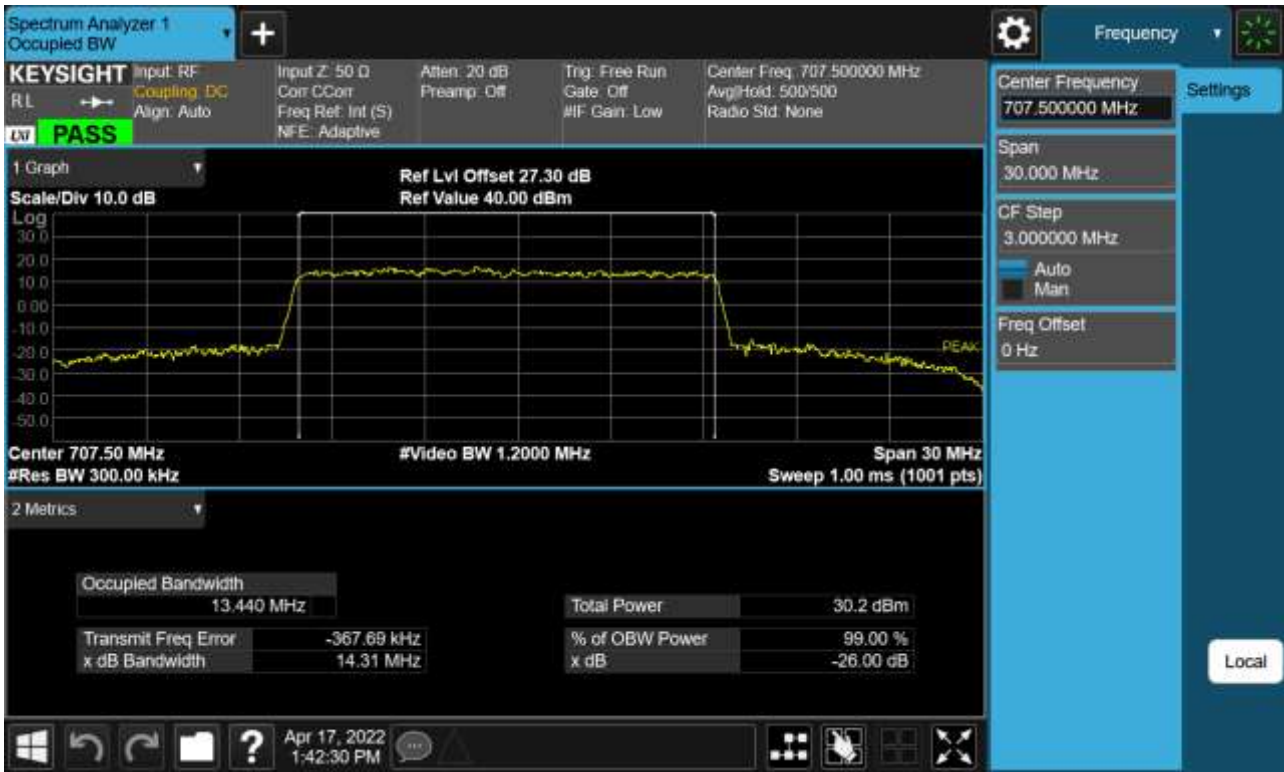 Spectrum Analyzer 1
Occupied BW
+
Frequency
KEYSIGHT
RL
LXI
PASS
Input: RF
Coupling: DC
Align: Auto
Input Z: 50 Ω
Corr CCorr
Freq Ref: Int (S)
NFE: Adaptive
Atten: 20 dB
Preamp: Off
Trig: Free Run
Gate: Off
#IF Gain: Low
Center Freq: 707.500000 MHz
Avg|Hold: 500/500
Radio Std: None
Center Frequency
707.500000 MHz
Settings
Span
30.000 MHz
CF Step
3.000000 MHz
Auto
Man
Freq Offset
0 Hz
Local
1 Graph
Scale/Div 10.0 dB
Ref Lvl Offset 27.30 dB
Ref Value 40.00 dBm
Log
30.0
20.0
10.0
0.00
-10.0
-20.0
-30.0
-40.0
-50.0
PEAK
Center 707.50 MHz
#Video BW 1.2000 MHz
Span 30 MHz
#Res BW 300.00 kHz
Sweep 1.00 ms (1001 pts)
2 Metrics
Occupied Bandwidth
13.440 MHz
Total Power 30.2 dBm
Transmit Freq Error -367.69 kHz
% of OBW Power 99.00 %
x dB Bandwidth 14.31 MHz
x dB -26.00 dB
?
Apr 17, 2022
1:42:30 PM